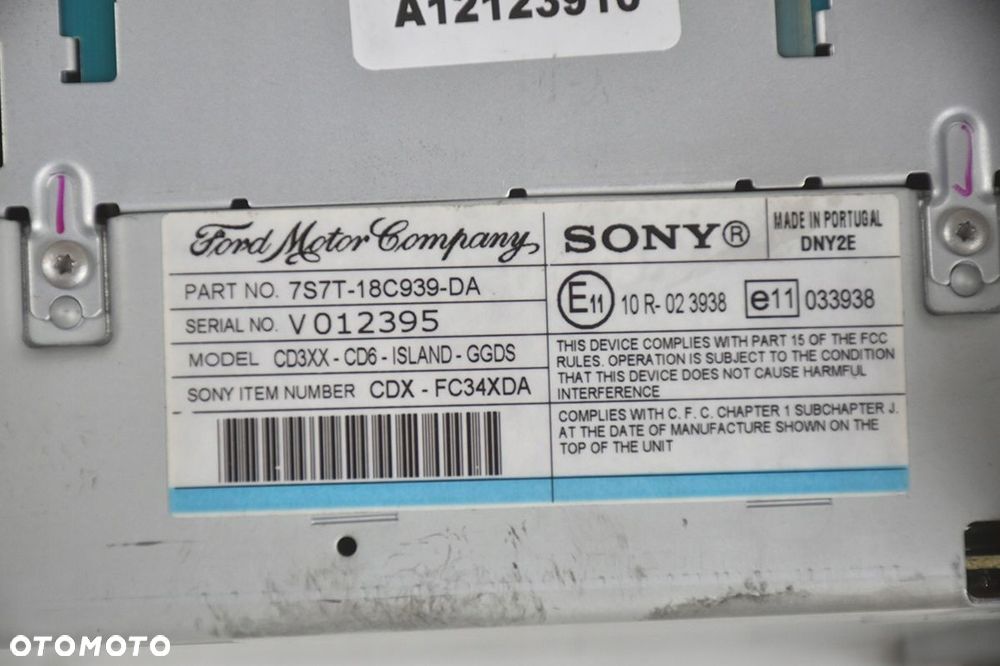 A12123910
Ford Motor Company
PART NO. 7S7T-18C939-DA
SERIAL NO. V012395
MODEL CD3XX - CD6 - ISLAND - GGDS
SONY ITEM NUMBER CDX - FC34XDA
SONY®
MADE IN PORTUGAL
DNY2E
E11 10 R- 02 3938 e11 033938
THIS DEVICE COMPLIES WITH PART 15 OF THE FCC
RULES. OPERATION IS SUBJECT TO THE CONDITION
THAT THIS DEVICE DOES NOT CAUSE HARMFUL
INTERFERENCE
COMPLIES WITH C. F. C. CHAPTER 1 SUBCHAPTER J.
AT THE DATE OF MANUFACTURE SHOWN ON THE
TOP OF THE UNIT
OTOMOTO